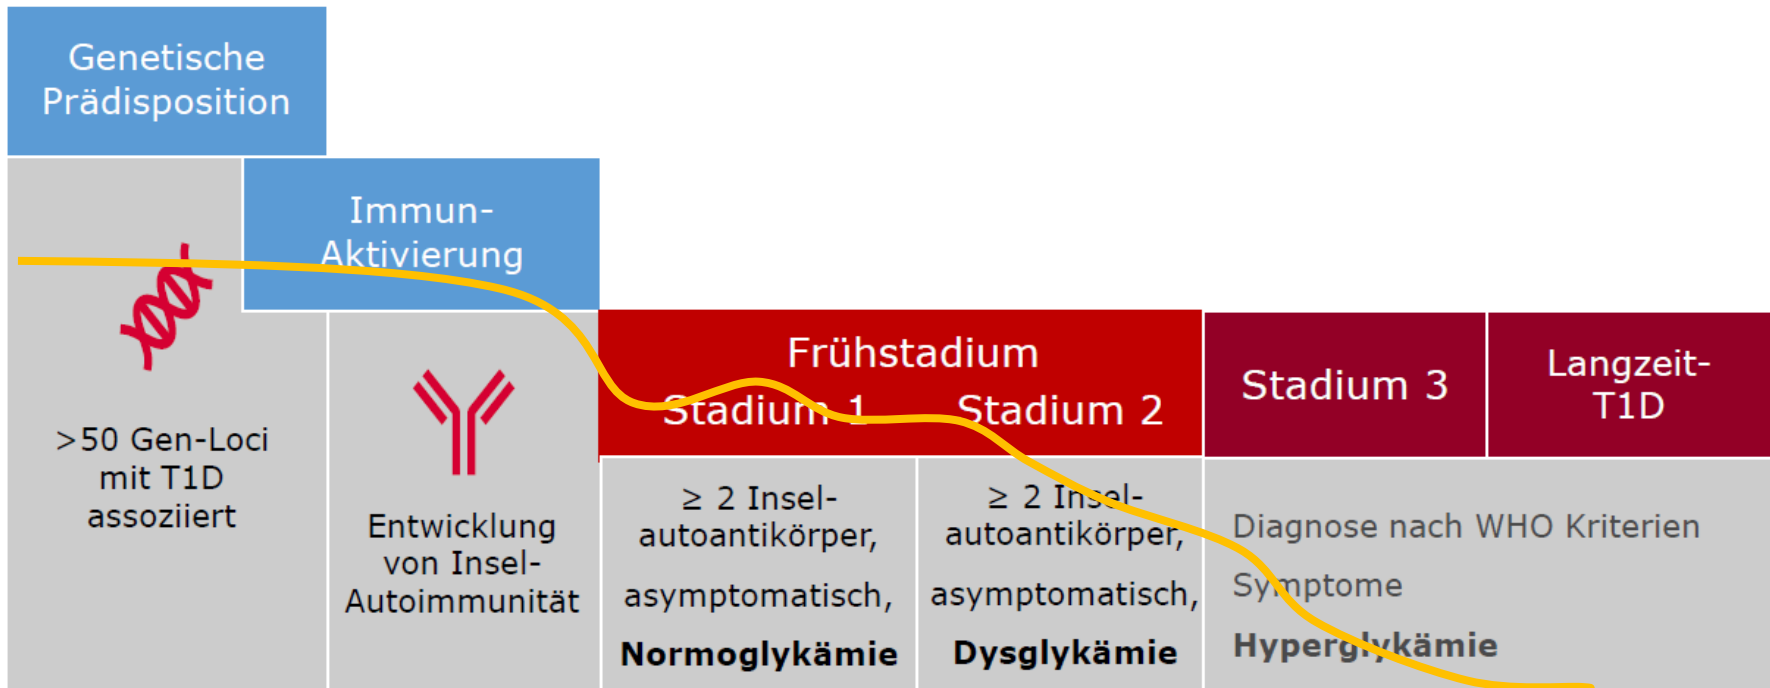 Genetische
Prädisposition
Immun-
Aktivierung
>50 Gen-Loci
mit T1D
assoziiert
Entwicklung
von Insel-
Autoimmunität
Frühstadium
Stadium 1
Stadium 2
≥ 2 Insel-
autoantikörper,
asymptomatisch,
Normoglykämie
≥ 2 Insel-
autoantikörper,
asymptomatisch,
Dysglykämie
Stadium 3
Langzeit-
T1D
Diagnose nach WHO Kriterien
Symptome
Hyperglykämie